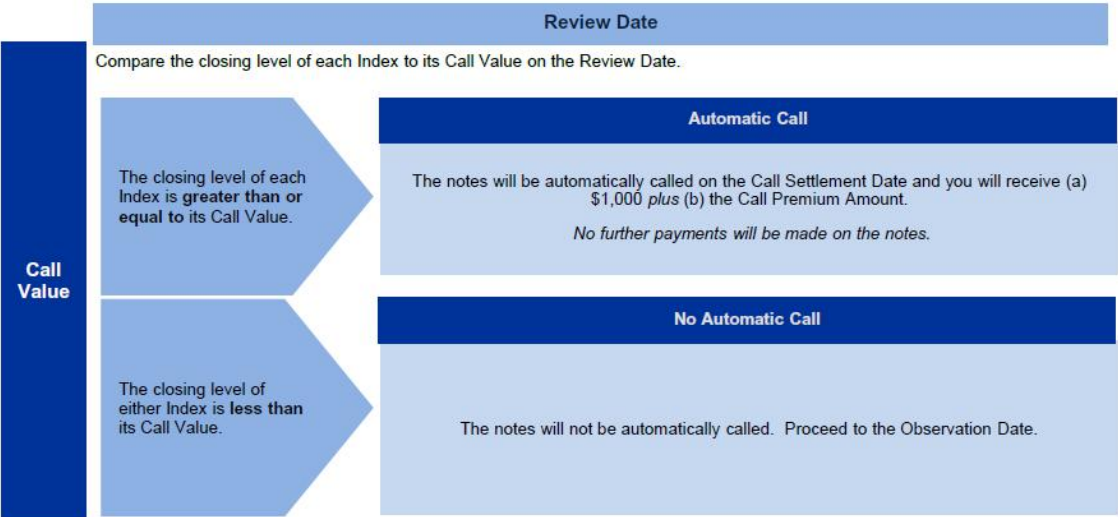 Review Date
Compare the closing level of each Index to its Call Value on the Review Date.
Call
Value
The closing level of each
Index is greater than or
equal to its Call Value.
Automatic Call
The notes will be automatically called on the Call Settlement Date and you will receive (a)
$1,000 plus (b) the Call Premium Amount.
No further payments will be made on the notes.
The closing level of
either Index is less than
its Call Value.
No Automatic Call
The notes will not be automatically called. Proceed to the Observation Date.